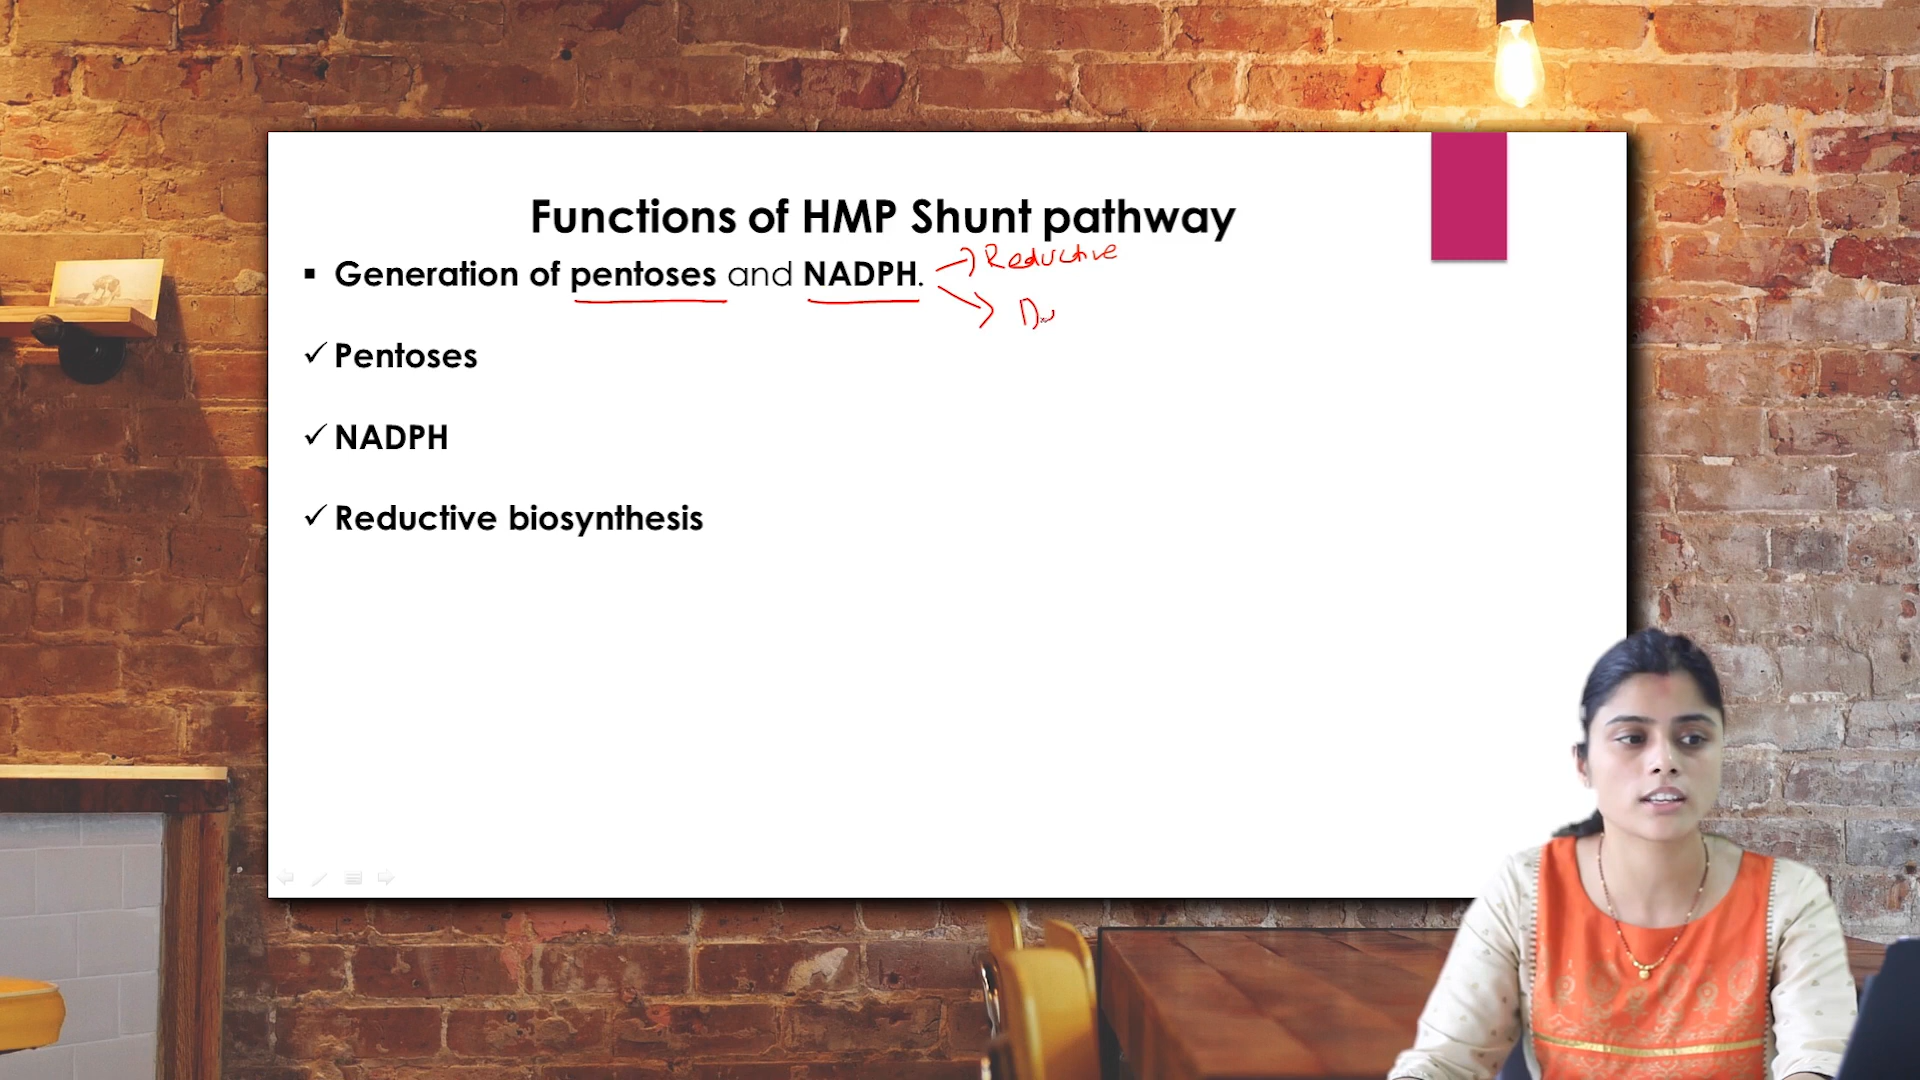 Functions of HMP Shunt pathway
▪ Generation of pentoses and NADPH. → Reductive
✓ Pentoses
✓ NADPH
✓ Reductive biosynthesis